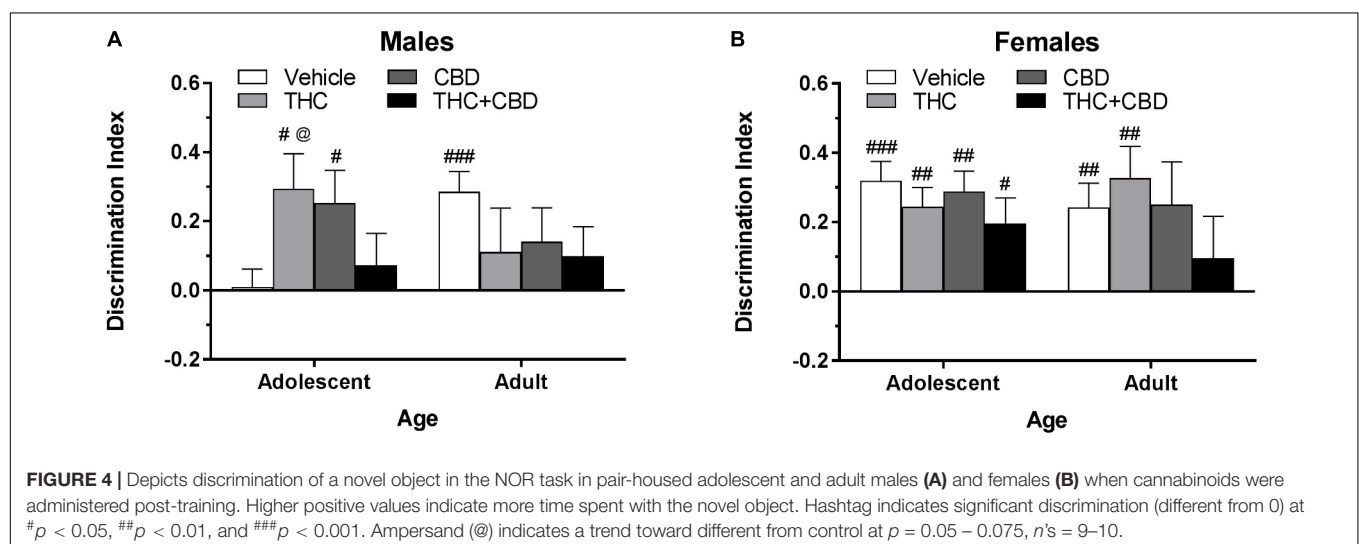 A
Males
Vehicle
CBD
THC
THC+CBD
Discrimination Index
0.6
0.4
0.2
0.0
-0.2
# @
#
###
Adolescent
Adult
Age
B
Females
Vehicle
CBD
THC
THC+CBD
Discrimination Index
0.6
0.4
0.2
0.0
-0.2
###
##
##
#
##
##
Adolescent
Adult
Age
FIGURE 4 | Depicts discrimination of a novel object in the NOR task in pair-housed adolescent and adult males (A) and females (B) when cannabinoids were
administered post-training. Higher positive values indicate more time spent with the novel object. Hashtag indicates significant discrimination (different from 0) at
#p < 0.05, ##p < 0.01, and ###p < 0.001. Ampersand (@) indicates a trend toward different from control at p = 0.05 – 0.075, n's = 9–10.